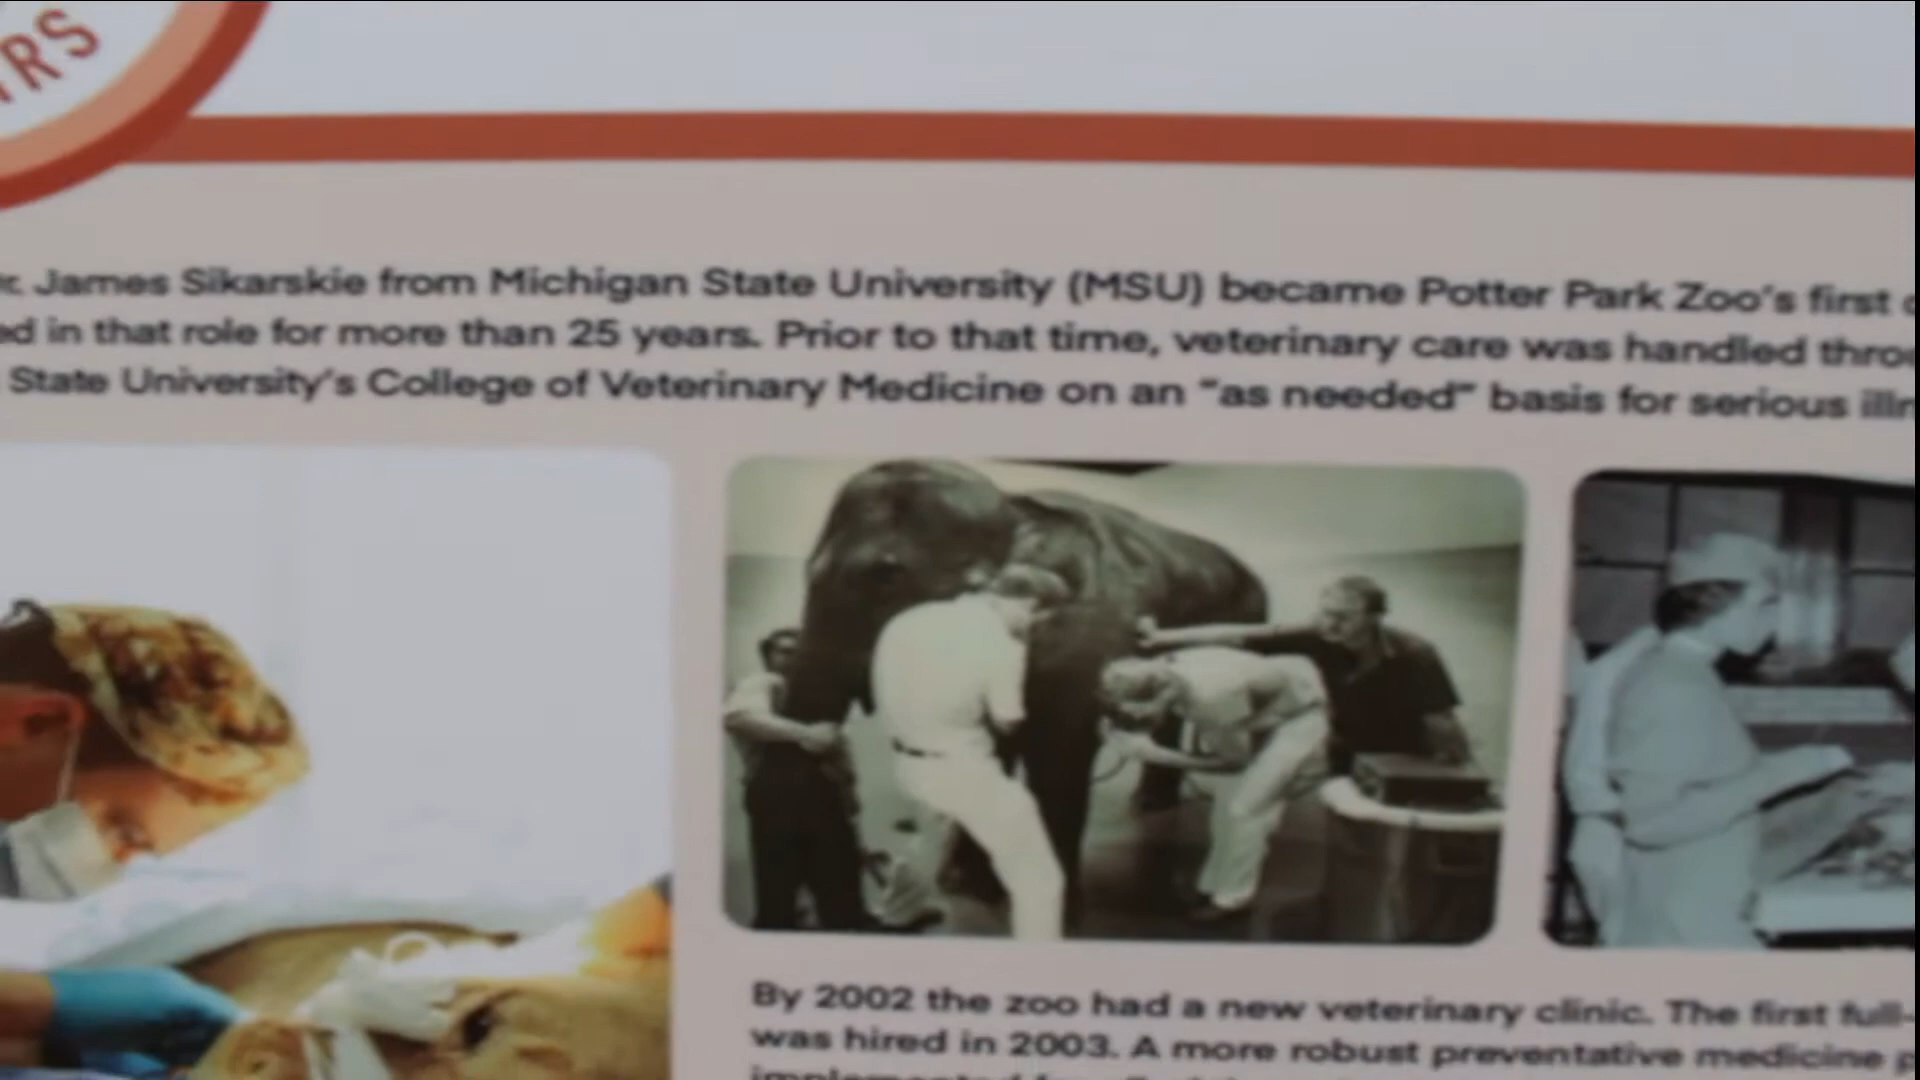 YRS
James Sikarskie from Michigan State University (MSU) became Potter Park Zoo's first
in that role for more than 25 years. Prior to that time, veterinary care was handled
State University's College of Veterinary Medicine on an "as needed" basis for serious
By 2002 the zoo had a new veterinary clinic. The first full-
was hired in 2003. A more robust preventative medicine